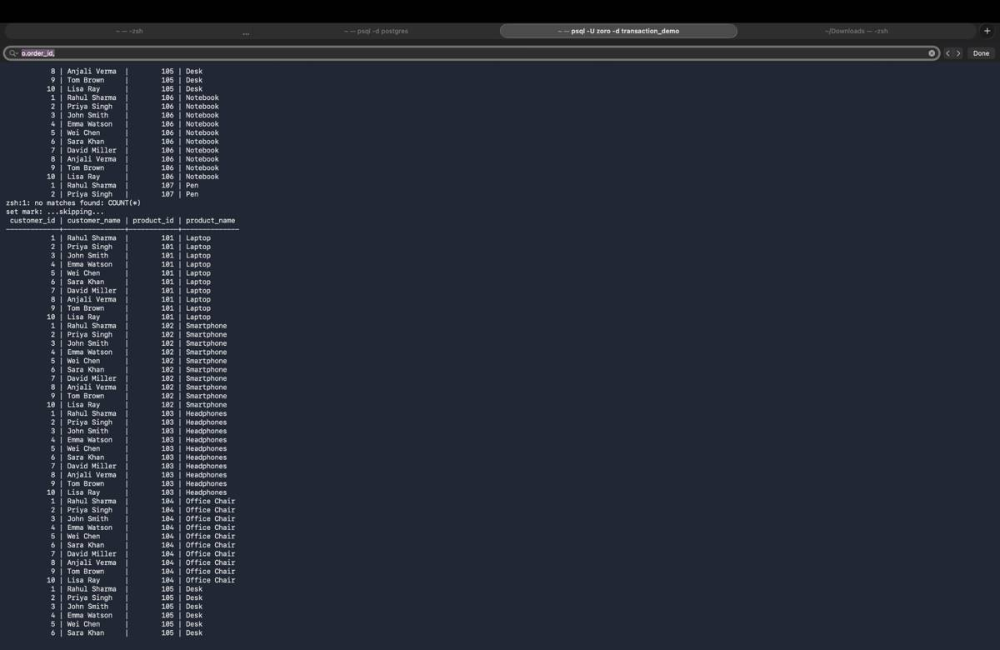 ~ — -zsh ... ~ — psql -d postgres ~ — psql -U zoro -d transaction_demo ~/Downloads — -zsh +
o.order_id, Done
8 | Anjali Verma | 105 | Desk
9 | Tom Brown | 105 | Desk
10 | Lisa Ray | 105 | Desk
1 | Rahul Sharma | 106 | Notebook
2 | Priya Singh | 106 | Notebook
3 | John Smith | 106 | Notebook
4 | Emma Watson | 106 | Notebook
5 | Wei Chen | 106 | Notebook
6 | Sara Khan | 106 | Notebook
7 | David Miller | 106 | Notebook
8 | Anjali Verma | 106 | Notebook
9 | Tom Brown | 106 | Notebook
10 | Lisa Ray | 106 | Notebook
1 | Rahul Sharma | 107 | Pen
2 | Priya Singh | 107 | Pen
zsh:1: no matches found: COUNT(*)
set mark: ...skipping...
customer_id | customer_name | product_id | product_name
1 | Rahul Sharma | 101 | Laptop
2 | Priya Singh | 101 | Laptop
3 | John Smith | 101 | Laptop
4 | Emma Watson | 101 | Laptop
5 | Wei Chen | 101 | Laptop
6 | Sara Khan | 101 | Laptop
7 | David Miller | 101 | Laptop
8 | Anjali Verma | 101 | Laptop
9 | Tom Brown | 101 | Laptop
10 | Lisa Ray | 101 | Laptop
1 | Rahul Sharma | 102 | Smartphone
2 | Priya Singh | 102 | Smartphone
3 | John Smith | 102 | Smartphone
4 | Emma Watson | 102 | Smartphone
5 | Wei Chen | 102 | Smartphone
6 | Sara Khan | 102 | Smartphone
7 | David Miller | 102 | Smartphone
8 | Anjali Verma | 102 | Smartphone
9 | Tom Brown | 102 | Smartphone
10 | Lisa Ray | 102 | Smartphone
1 | Rahul Sharma | 103 | Headphones
2 | Priya Singh | 103 | Headphones
3 | John Smith | 103 | Headphones
4 | Emma Watson | 103 | Headphones
5 | Wei Chen | 103 | Headphones
6 | Sara Khan | 103 | Headphones
7 | David Miller | 103 | Headphones
8 | Anjali Verma | 103 | Headphones
9 | Tom Brown | 103 | Headphones
10 | Lisa Ray | 103 | Headphones
1 | Rahul Sharma | 104 | Office Chair
2 | Priya Singh | 104 | Office Chair
3 | John Smith | 104 | Office Chair
4 | Emma Watson | 104 | Office Chair
5 | Wei Chen | 104 | Office Chair
6 | Sara Khan | 104 | Office Chair
7 | David Miller | 104 | Office Chair
8 | Anjali Verma | 104 | Office Chair
9 | Tom Brown | 104 | Office Chair
10 | Lisa Ray | 104 | Office Chair
1 | Rahul Sharma | 105 | Desk
2 | Priya Singh | 105 | Desk
3 | John Smith | 105 | Desk
4 | Emma Watson | 105 | Desk
5 | Wei Chen | 105 | Desk
6 | Sara Khan | 105 | Desk